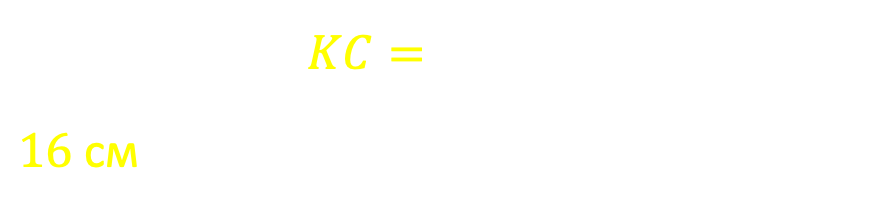 KC =
16 см